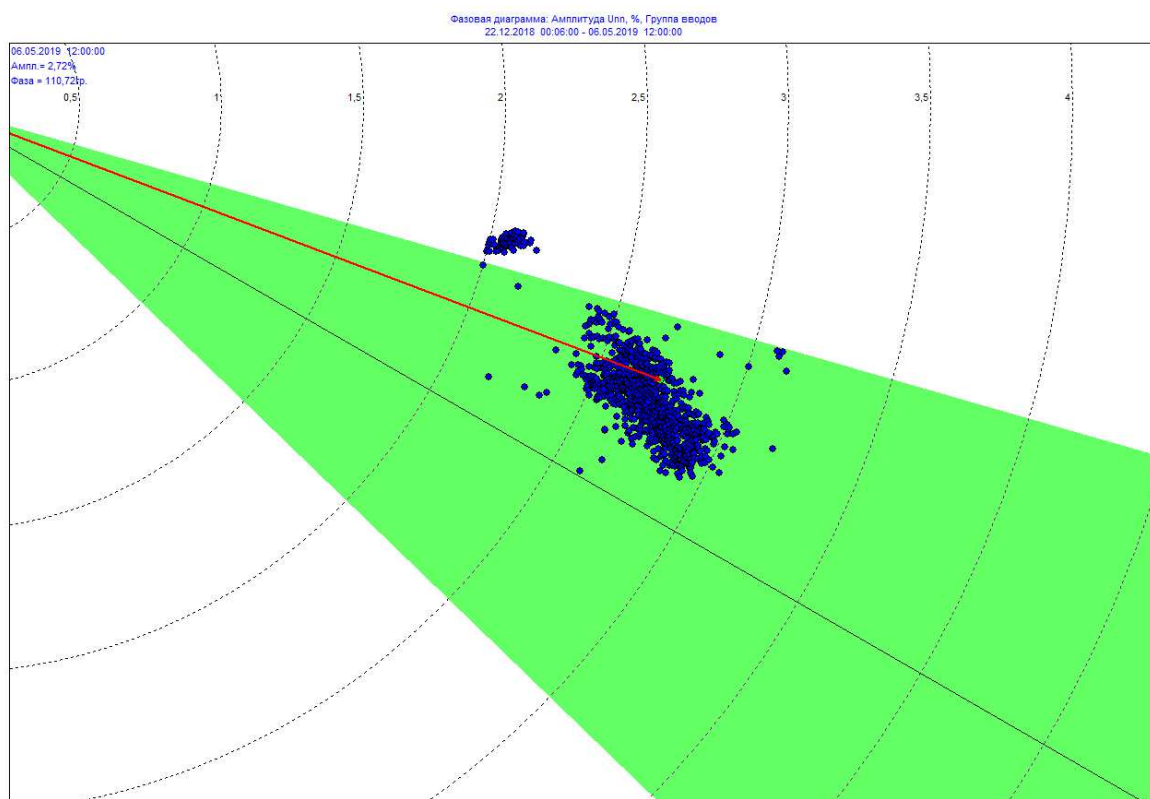 Фазовая диаграмма: Амплитуда Unn, %, Группа вводов
22.12.2018 00:06:00 - 06.05.2019 12:00:00
06.05.2019 12:00:00
Ампл.= 2,72%
Фаза = 110,72гр.
0,5 1 1,5 2 2,5 3 3,5 4